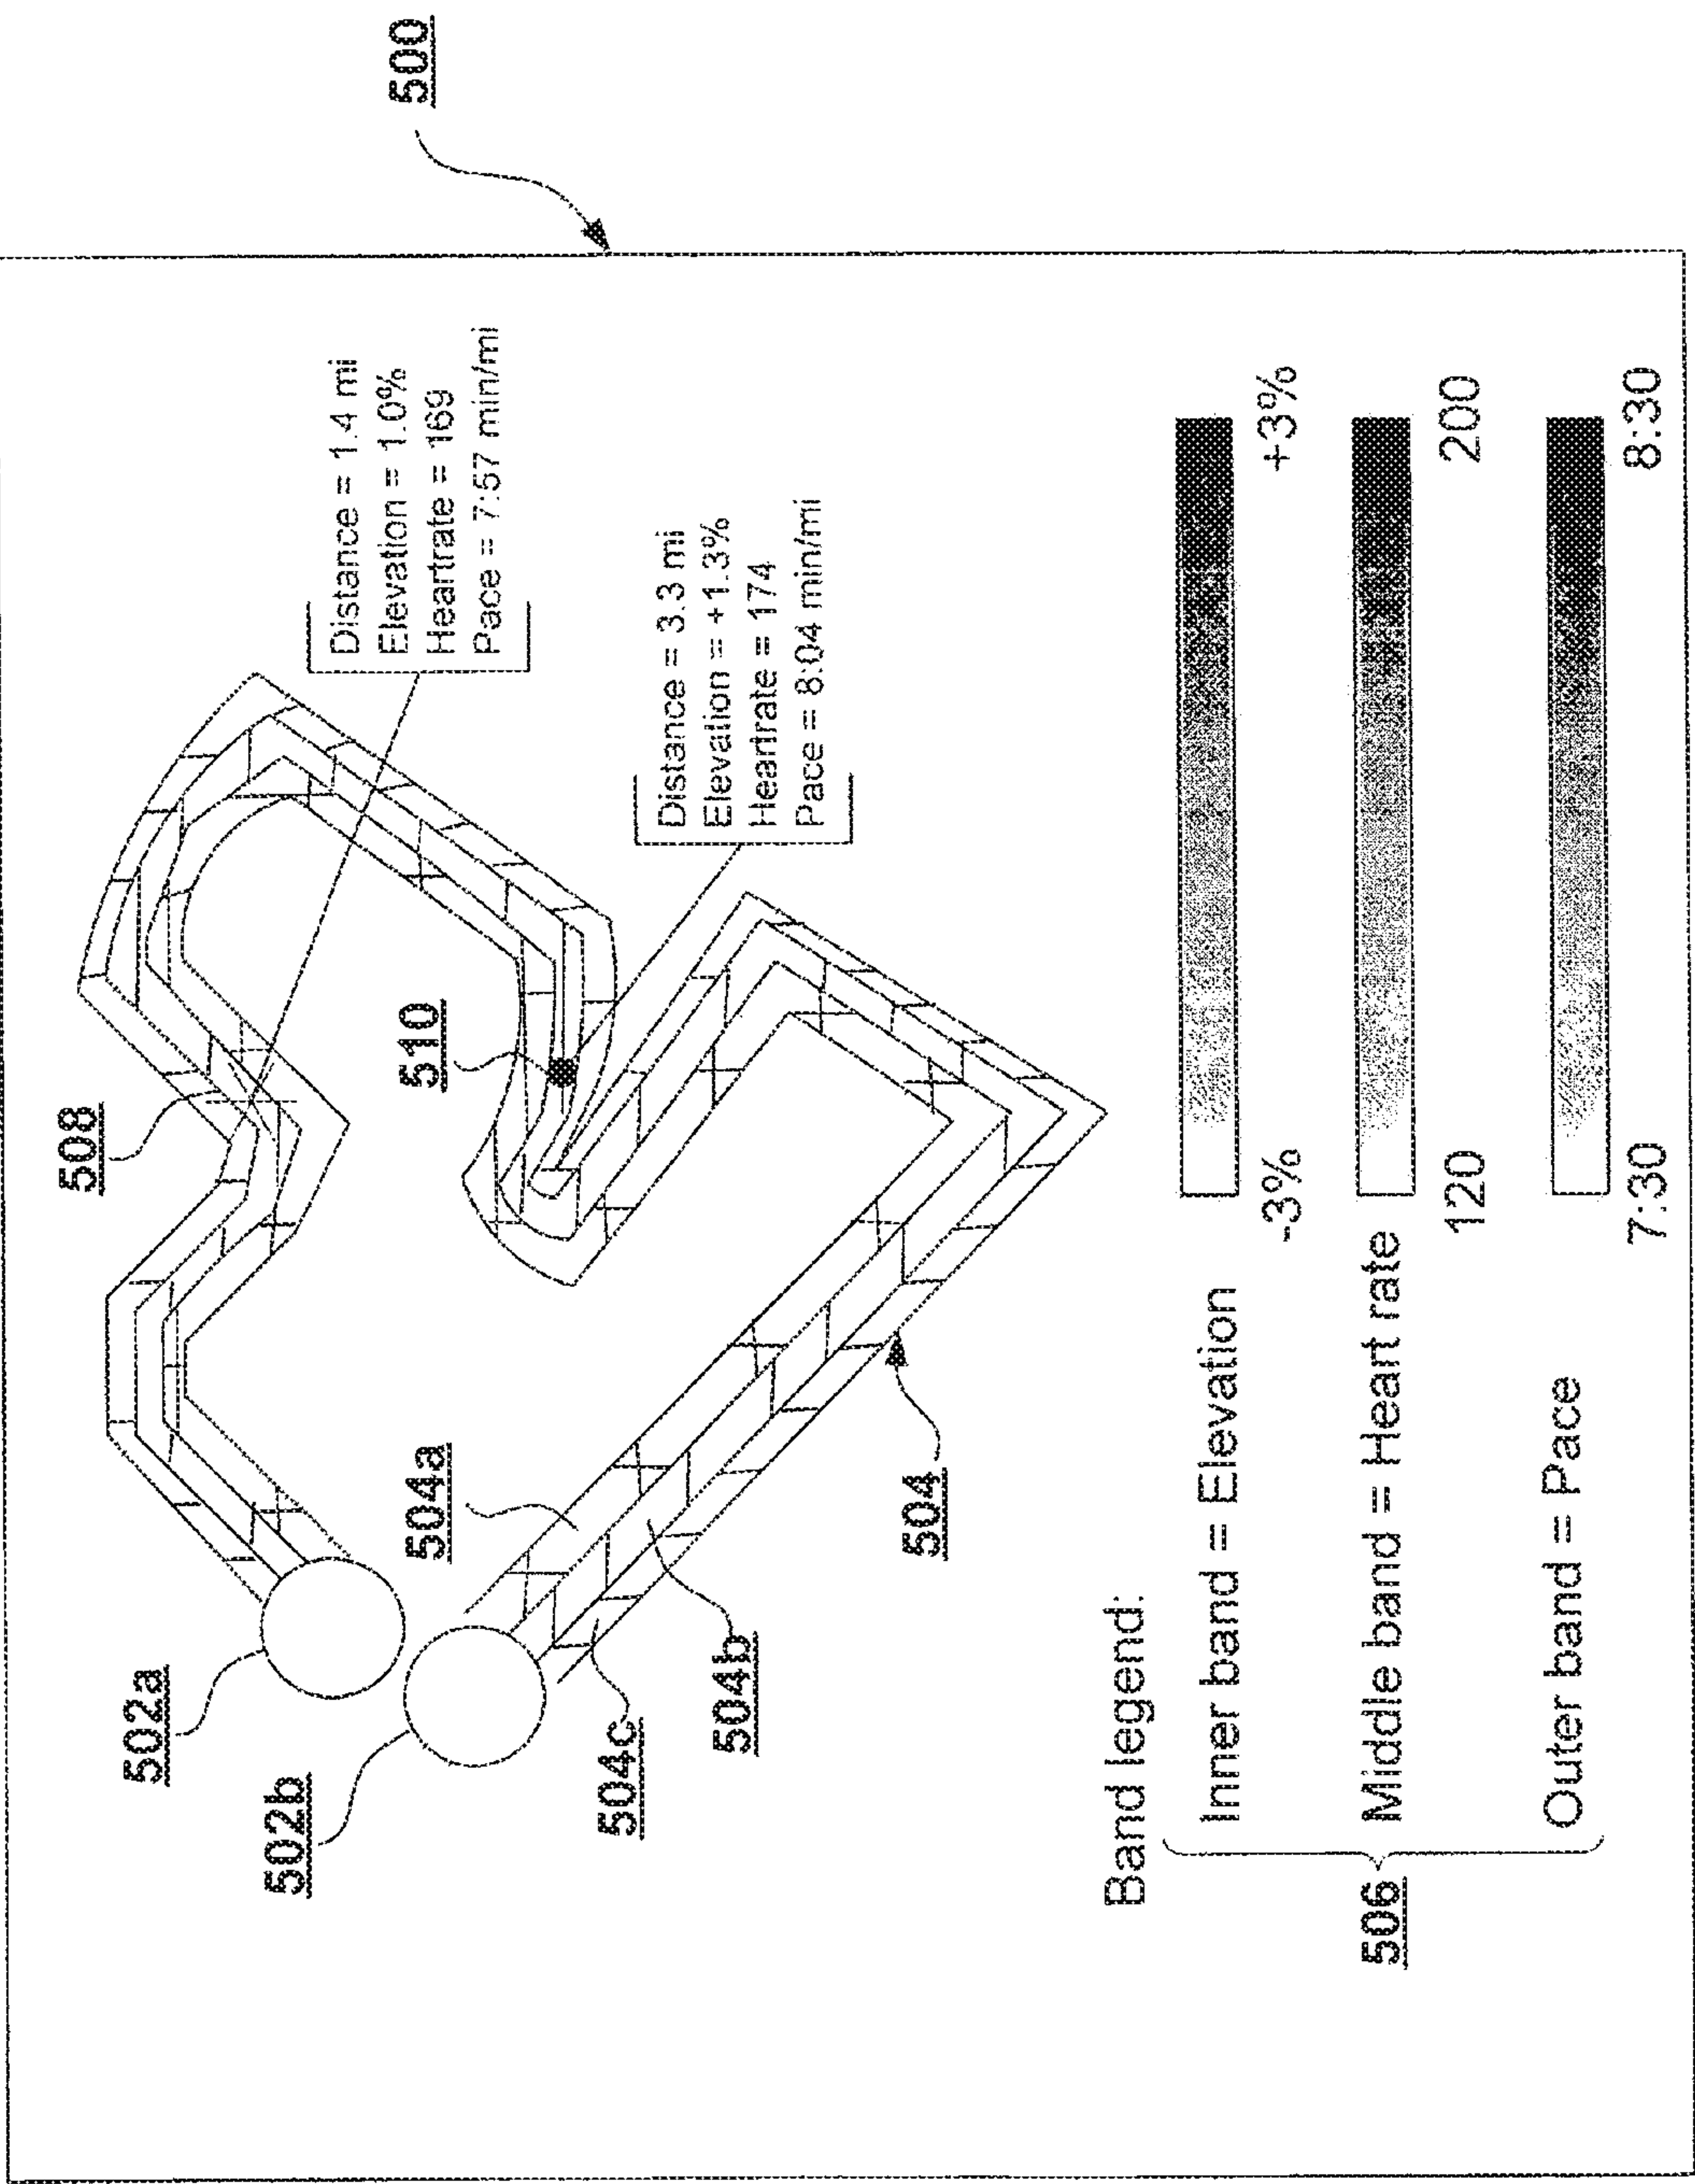 500
508
Distance = 1.4 mi
Elevation = 1.0%
Heartrate = 169
Pace = 7:57 min/mi
502a
502b
510
504a
Distance = 3.3 mi
Elevation = +1.3%
Heartrate = 174
Pace = 8:04 min/mi
504c
504b
504
Band legend:
Inner band = Elevation
-3%
+3%
506
Middle band = Heart rate
120
200
Outer band = Pace
7:30
8:30